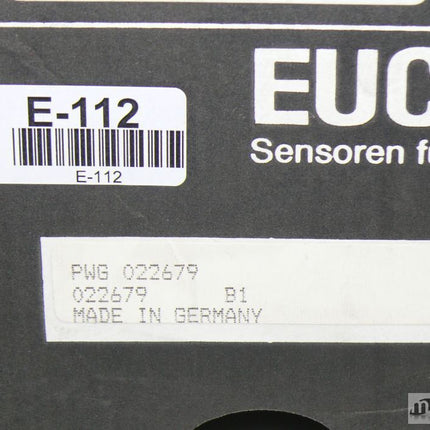 EUC
Sensoren fü
E-112
E-112
PWG 022679
022679 B1
MADE IN GERMANY